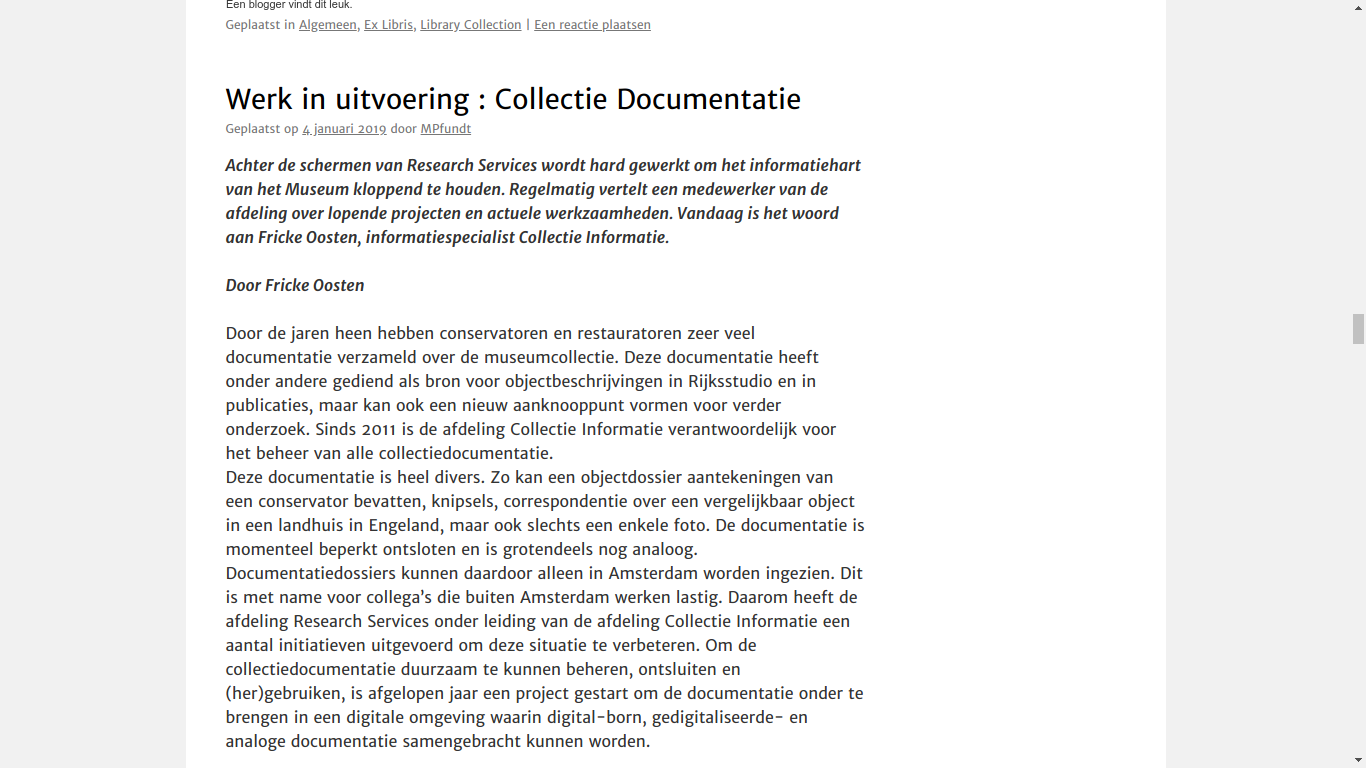 Een blogger vindt dit leuk.
Geplaatst in Algemeen, Ex Libris, Library Collection | Een reactie plaatsen
Werk in uitvoering : Collectie Documentatie
Geplaatst op 4 januari 2019 door MPfundt
Achter de schermen van Research Services wordt hard gewerkt om het informatiehart
van het Museum kloppend te houden. Regelmatig vertelt een medewerker van de
afdeling over lopende projecten en actuele werkzaamheden. Vandaag is het woord
aan Fricke Oosten, informatiespecialist Collectie Informatie.
Door Fricke Oosten
Door de jaren heen hebben conservatoren en restauratoren zeer veel
documentatie verzameld over de museumcollectie. Deze documentatie heeft
onder andere gediend als bron voor objectbeschrijvingen in Rijksstudio en in
publicaties, maar kan ook een nieuw aanknooppunt vormen voor verder
onderzoek. Sinds 2011 is de afdeling Collectie Informatie verantwoordelijk voor
het beheer van alle collectiedocumentatie.
Deze documentatie is heel divers. Zo kan een objectdossier aantekeningen van
een conservator bevatten, knipsels, correspondentie over een vergelijkbaar object
in een landhuis in Engeland, maar ook slechts een enkele foto. De documentatie is
momenteel beperkt ontsloten en is grotendeels nog analoog.
Documentatiedossiers kunnen daardoor alleen in Amsterdam worden ingezien. Dit
is met name voor collega’s die buiten Amsterdam werken lastig. Daarom heeft de
afdeling Research Services onder leiding van de afdeling Collectie Informatie een
aantal initiatieven uitgevoerd om deze situatie te verbeteren. Om de
collectiedocumentatie duurzaam te kunnen beheren, ontsluiten en
(her)gebruiken, is afgelopen jaar een project gestart om de documentatie onder te
brengen in een digitale omgeving waarin digital-born, gedigitaliseerde- en
analoge documentatie samengebracht kunnen worden.